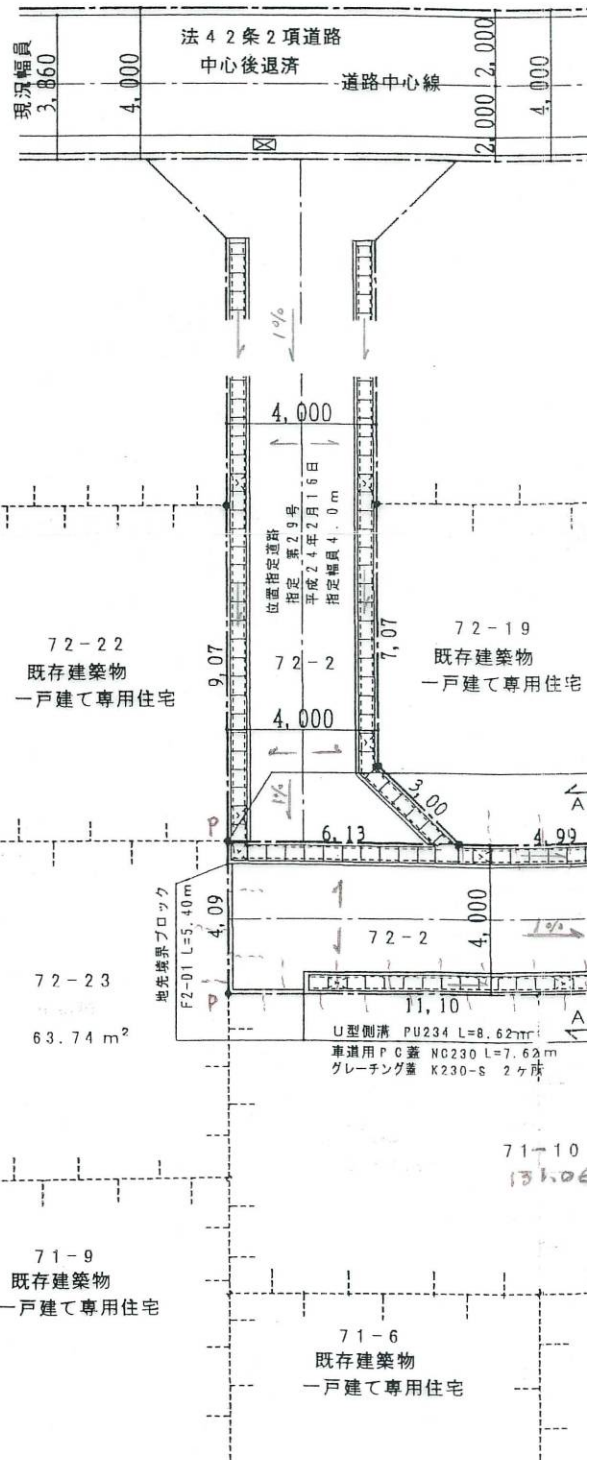 法42条2項道路
中心後退済
道路中心線
現況幅員
3,860
4,000
2,000
2,000
4,000
1%
4,000
位置指定道路
指定 第29号
平成24年2月16日
指定幅員4.0m
72-22
既存建築物
一戸建て専用住宅
9,07
72-2
7,07
72-19
既存建築物
一戸建て専用住宅
4,000
3,00
1%
A
P
6,13
4,99
地先境界ブロック
F2-01 L=5.40m
4,09
72-2
4,000
1%
72-23
63.74m²
P
11,10
A
U型側溝 PU234 L=8.62m
車道用PC蓋 NC230 L=7.62m
グレーチング蓋 K230-S 2ケ所
71-10
131.06
71-9
既存建築物
一戸建て専用住宅
71-6
既存建築物
一戸建て専用住宅